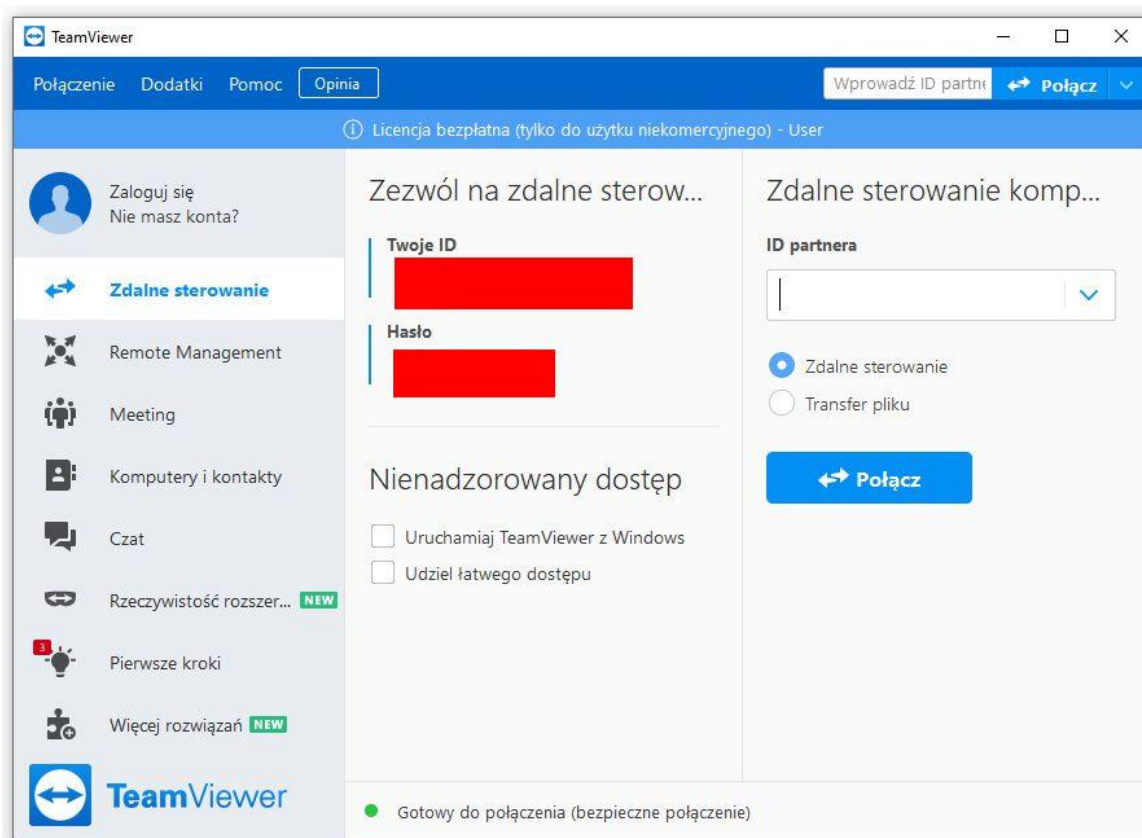 TeamViewer
Połączenie Dodatki Pomoc Opinia
Wprowadź ID partne Połącz
Licencja bezpłatna (tylko do użytku niekomercyjnego) - User
Zaloguj się
Nie masz konta?
Zdalne sterowanie
Remote Management
Meeting
Komputery i kontakty
Czat
Rzeczywistość rozszer... NEW
3
Pierwsze kroki
Więcej rozwiązań NEW
TeamViewer
Zezwól na zdalne sterow...
Twoje ID
Hasło
Nienadzorowany dostęp
Uruchamiaj TeamViewer z Windows
Udziel łatwego dostępu
Zdalne sterowanie komp...
ID partnera
Zdalne sterowanie
Transfer pliku
Połącz
Gotowy do połączenia (bezpieczne połączenie)